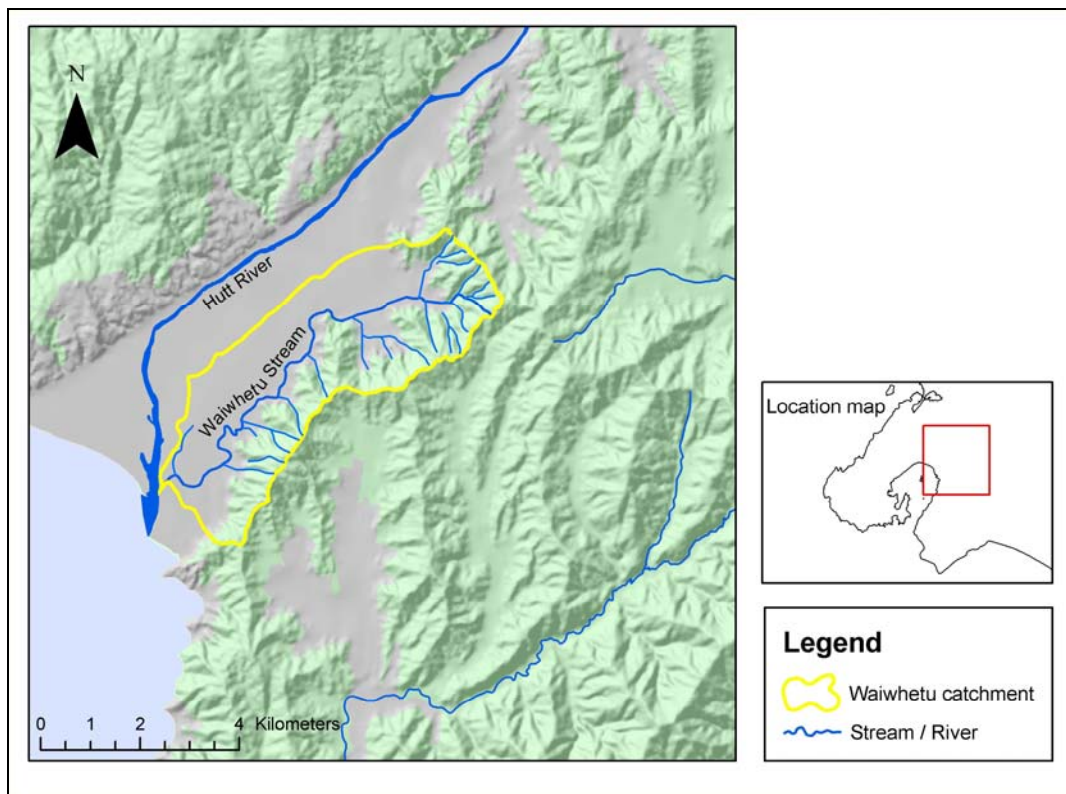 N
Hutt River
Waiwhetu Stream
0 1 2 4 Kilometers
Location map
Legend
Waiwhetu catchment
Stream / River